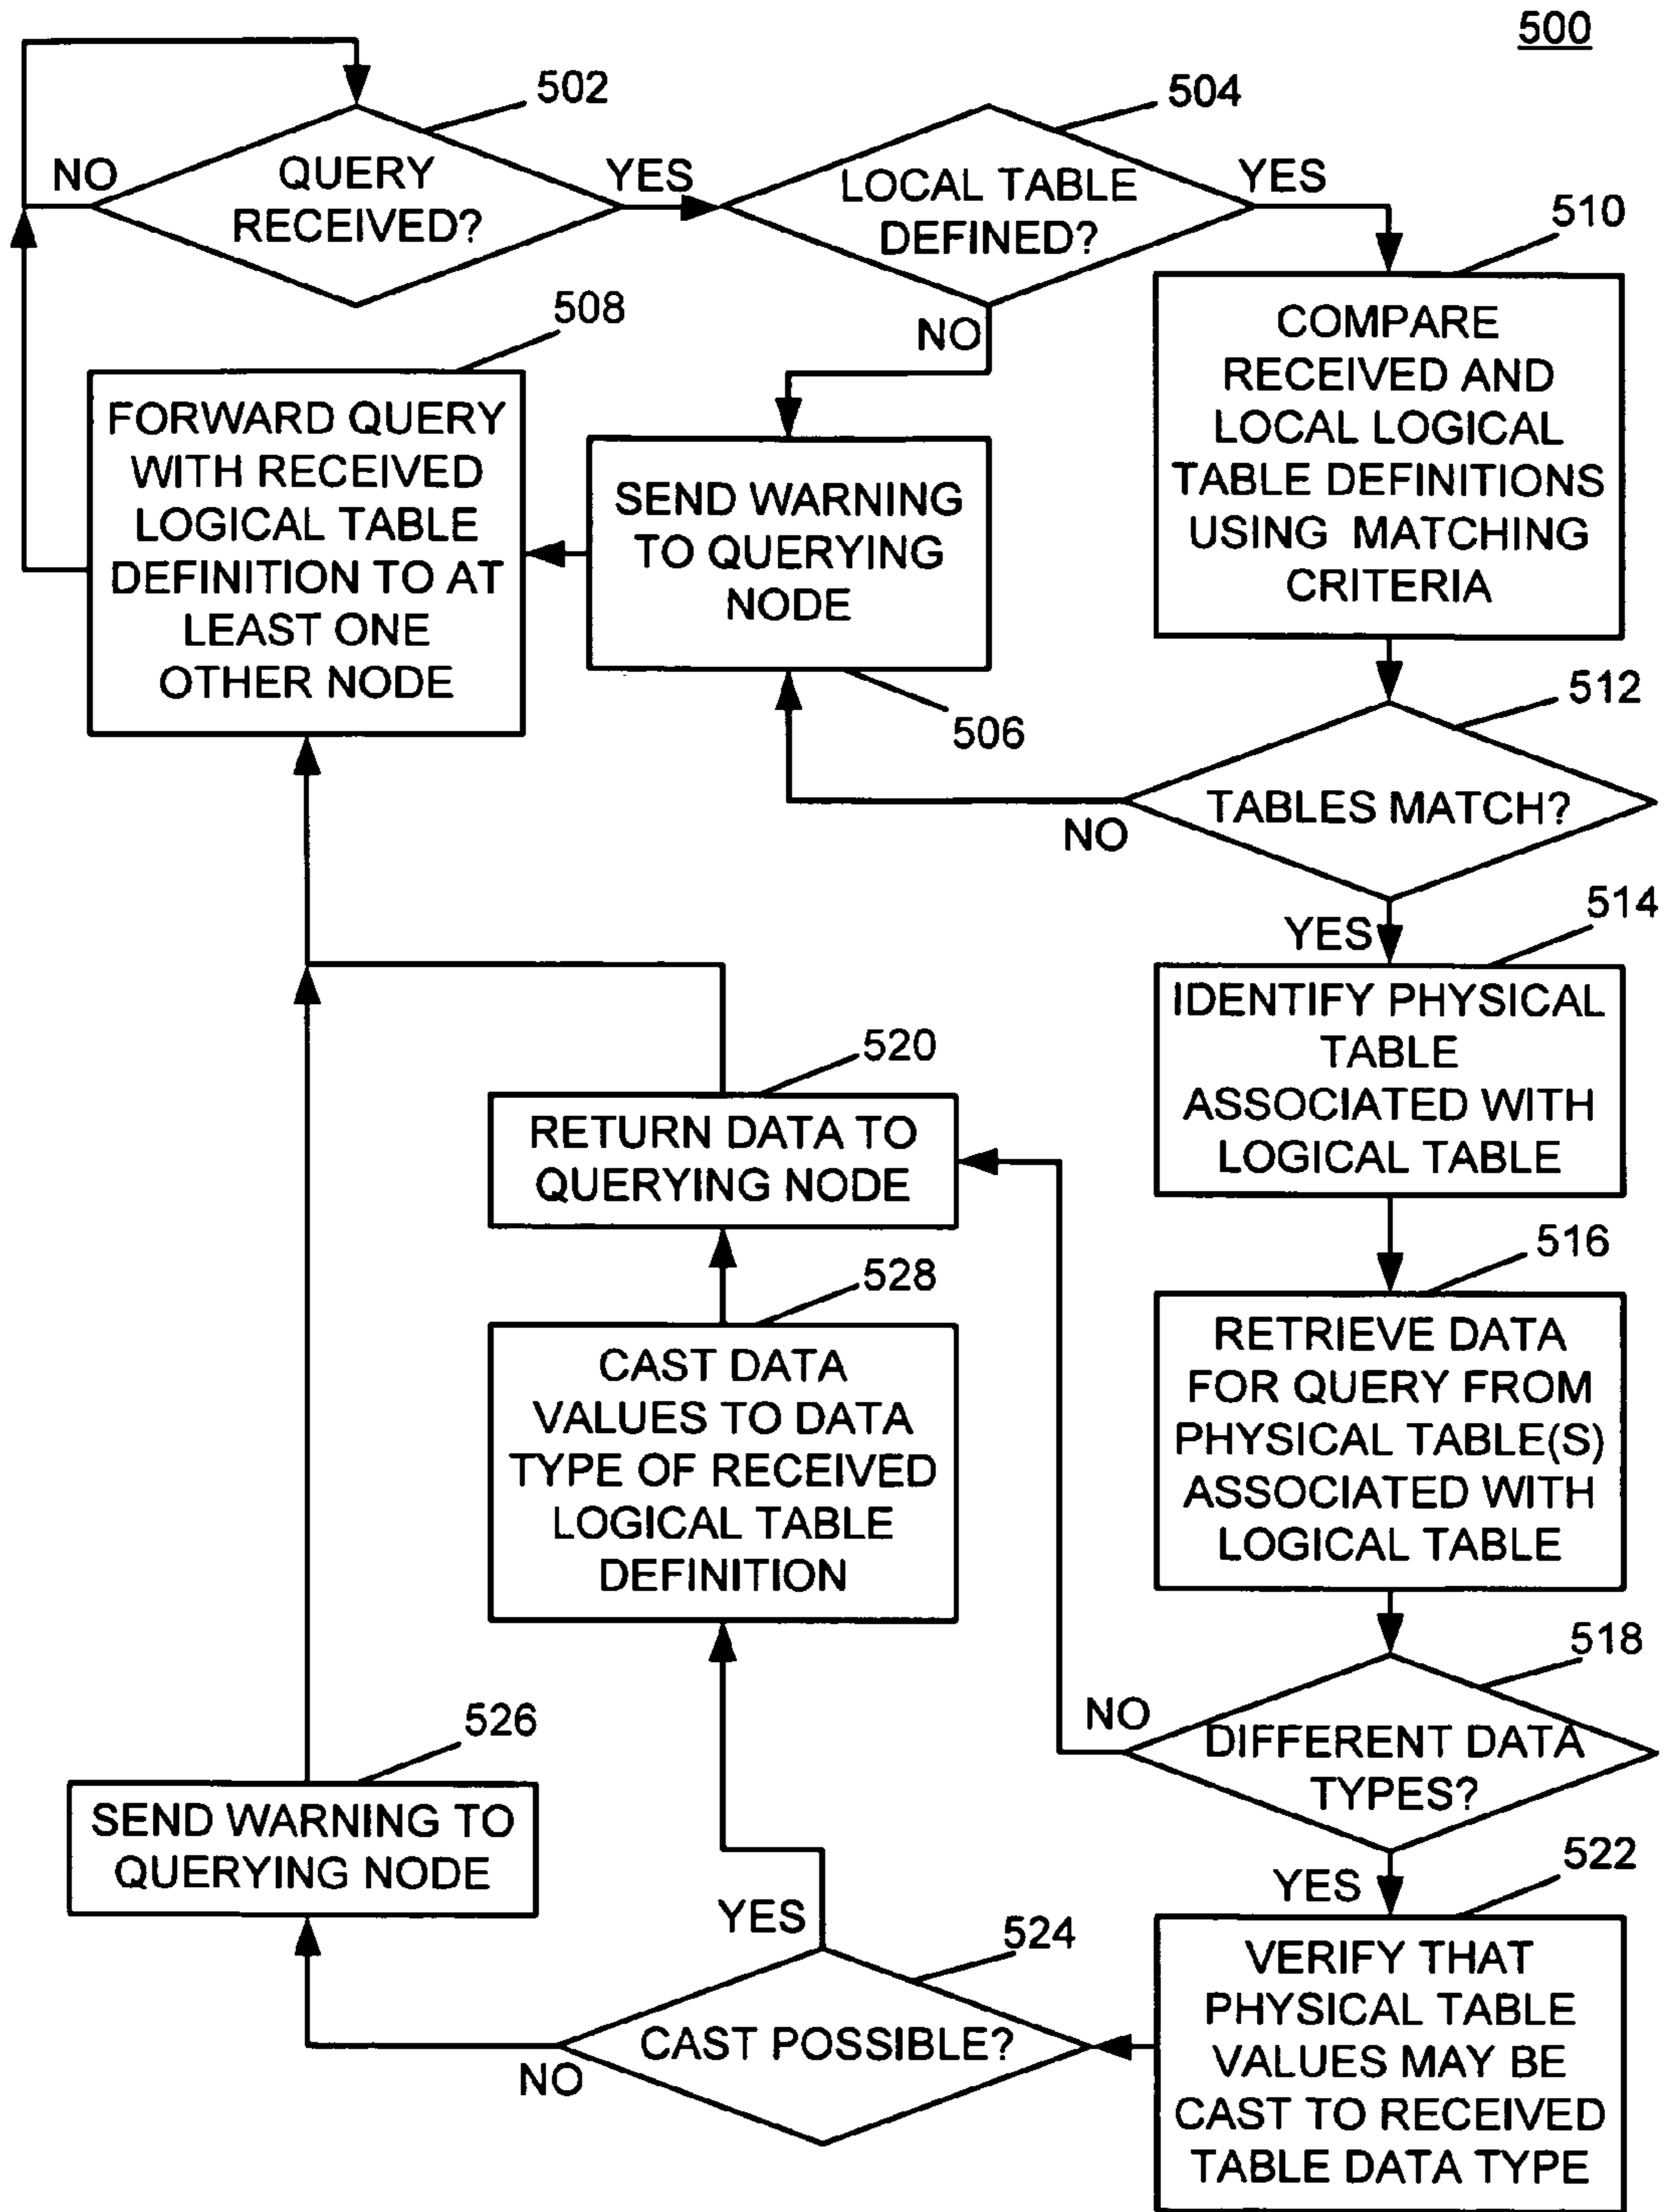 500
502
QUERY
RECEIVED?
NO
YES
504
LOCAL TABLE
DEFINED?
YES
NO
510
COMPARE
RECEIVED AND
LOCAL LOGICAL
TABLE DEFINITIONS
USING MATCHING
CRITERIA
508
FORWARD QUERY
WITH RECEIVED
LOGICAL TABLE
DEFINITION TO AT
LEAST ONE
OTHER NODE
SEND WARNING
TO QUERYING
NODE
506
512
TABLES MATCH?
NO
YES
514
IDENTIFY PHYSICAL
TABLE
ASSOCIATED WITH
LOGICAL TABLE
520
RETURN DATA TO
QUERYING NODE
516
RETRIEVE DATA
FOR QUERY FROM
PHYSICAL TABLE(S)
ASSOCIATED WITH
LOGICAL TABLE
528
CAST DATA
VALUES TO DATA
TYPE OF RECEIVED
LOGICAL TABLE
DEFINITION
518
DIFFERENT DATA
TYPES?
NO
YES
526
SEND WARNING TO
QUERYING NODE
522
VERIFY THAT
PHYSICAL TABLE
VALUES MAY BE
CAST TO RECEIVED
TABLE DATA TYPE
524
CAST POSSIBLE?
YES
NO